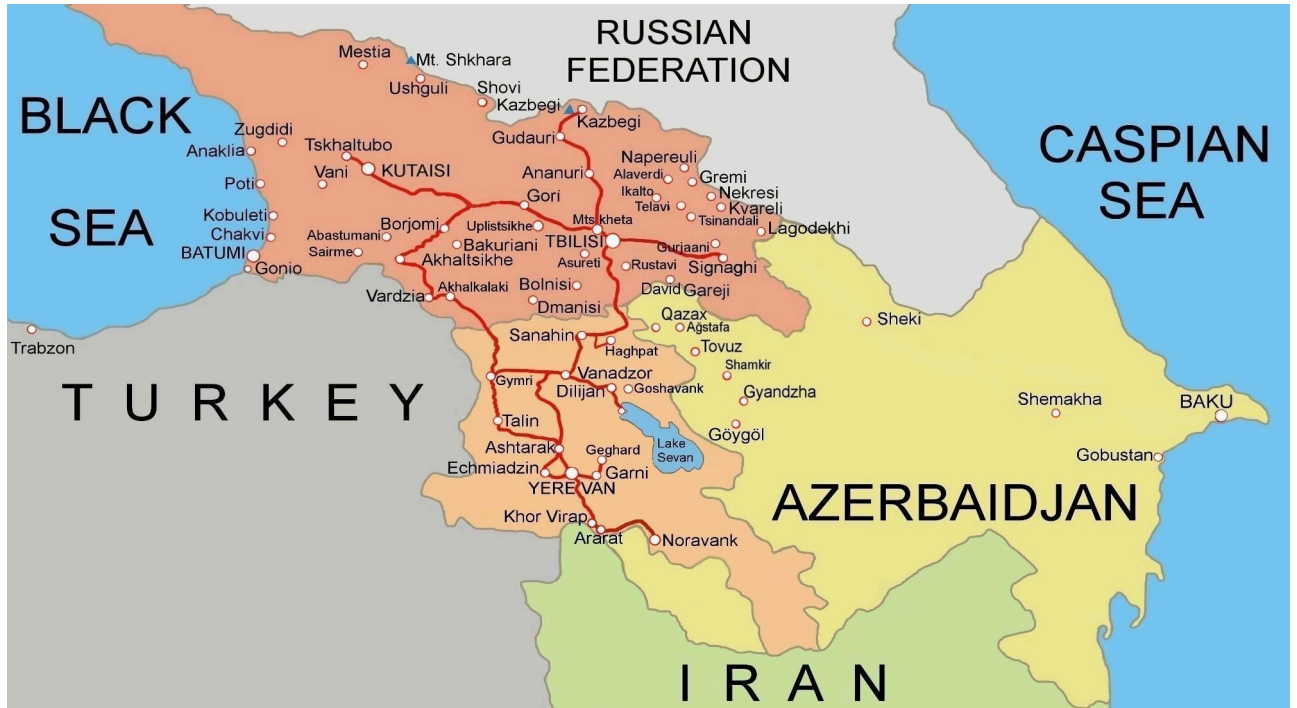 RUSSIAN
FEDERATION
BLACK
SEA
CASPIAN
SEA
Mestia
Mt. Shkhara
Ushguli
Shovi
Kazbegi
Kazbegi
Zugdidi
Gudauri
Anaklia
Tskhaltubo
KUTAISI
Vani
Napereuli
Alaverdi
Gremi
Ananuri
Ikalto
Nekresi
Poti
Gori
Telavi
Kvareli
Tsinandali
Kobuleti
Chakvi
BATUMI
Gonio
Borjomi
Abastumani
Sairme
Uplistsikhe
Mtsikheta
TBILISI
Lagodekhi
Bakuriani
Akhaltsikhe
Asureti
Gurjaani
Rustavi
Signaghi
Vardzia
Akhalkalaki
Bolnisi
David Gareji
Dmanisi
Trabzon
Sanahin
Haghpat
Qazax
Ağstafa
Tovuz
Sheki
TURKEY
Gymri
Vanadzor
Dilijan
Goshavank
Shamkir
Gyandzha
Shemakha
BAKU
Talin
Göygöl
Ashtarak
Geghard
Lake
Sevan
Gobustan
Echmiadzin
Garni
YEREVAN
AZERBAIDJAN
Khor Virap
Ararat
Noravank
IRAN